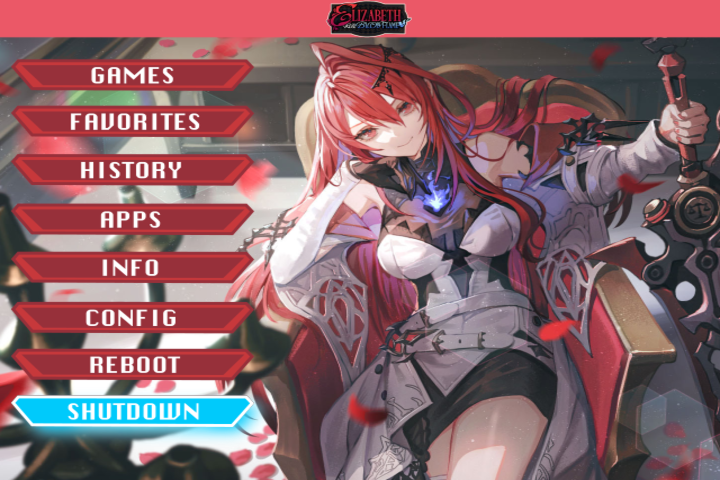 ELIZABETH
GAMES
FAVORITES
HISTORY
APPS
INFO
CONFIG
REBOOT
SHUTDOWN